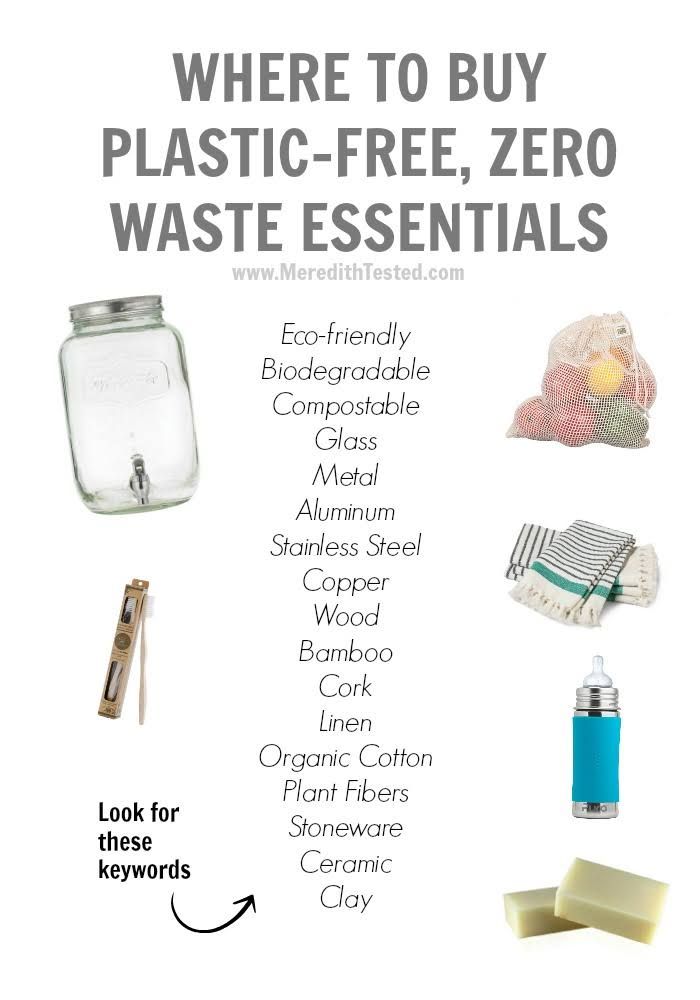 WHERE TO BUY
PLASTIC-FREE, ZERO
WASTE ESSENTIALS
www.MeredithTested.com
Eco-friendly
Biodegradable
Compostable
Glass
Metal
Aluminum
Stainless Steel
Copper
Wood
Bamboo
Cork
Linen
Organic Cotton
Plant Fibers
Stoneware
Ceramic
Clay
Look for
these
keywords